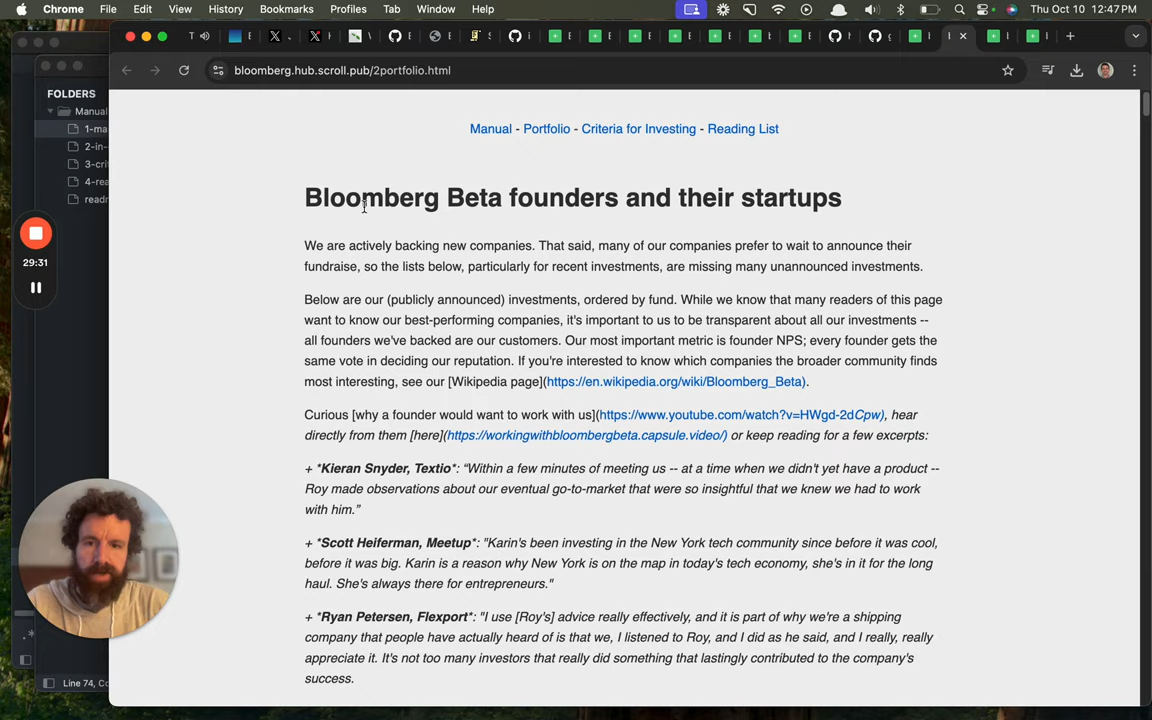 Chrome File Edit View History Bookmarks Profiles Tab Window Help Thu Oct 10 12:47 PM
bloomberg.hub.scroll.pub/2portfolio.html
FOLDERS
Manual
1-ma
2-in-
3-crit
4-rea
readr
29:31
Line 74, Co
Manual - Portfolio - Criteria for Investing - Reading List
Bloomberg Beta founders and their startups
We are actively backing new companies. That said, many of our companies prefer to wait to announce their
fundraise, so the lists below, particularly for recent investments, are missing many unannounced investments.
Below are our (publicly announced) investments, ordered by fund. While we know that many readers of this page
want to know our best-performing companies, it's important to us to be transparent about all our investments --
all founders we've backed are our customers. Our most important metric is founder NPS; every founder gets the
same vote in deciding our reputation. If you're interested to know which companies the broader community finds
most interesting, see our [Wikipedia page](https://en.wikipedia.org/wiki/Bloomberg_Beta).
Curious [why a founder would want to work with us](https://www.youtube.com/watch?v=HWgd-2dCpw), hear
directly from them [here](https://workingwithbloombergbeta.capsule.video/) or keep reading for a few excerpts:
+ *Kieran Snyder, Textio*: “Within a few minutes of meeting us -- at a time when we didn't yet have a product --
Roy made observations about our eventual go-to-market that were so insightful that we knew we had to work
with him.”
+ *Scott Heiferman, Meetup*: "Karin's been investing in the New York tech community since before it was cool,
before it was big. Karin is a reason why New York is on the map in today's tech economy, she's in it for the long
haul. She's always there for entrepreneurs."
+ *Ryan Petersen, Flexport*: "I use [Roy's] advice really effectively, and it is part of why we're a shipping
company that people have actually heard of is that we, I listened to Roy, and I did as he said, and I really, really
appreciate it. It's not too many investors that really did something that lastingly contributed to the company's
success.